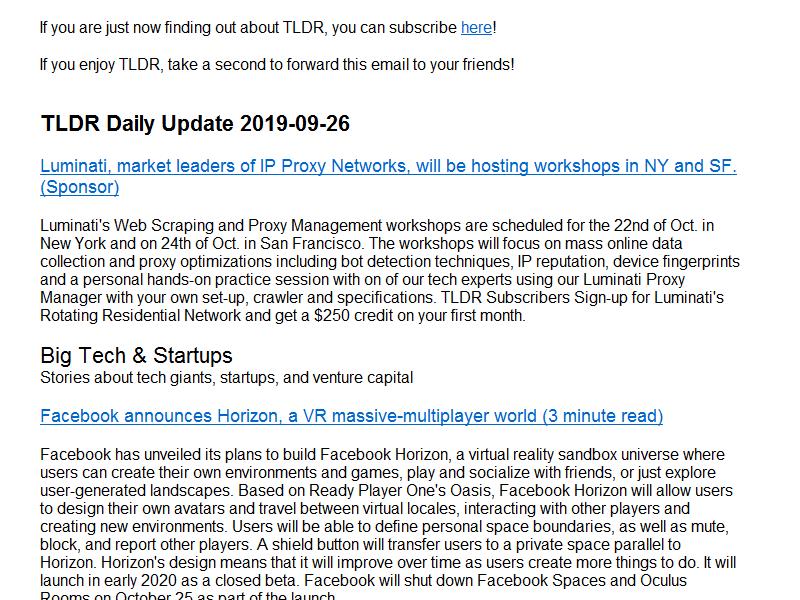 If you are just now finding out about TLDR, you can subscribe here!
If you enjoy TLDR, take a second to forward this email to your friends!
TLDR Daily Update 2019-09-26
Luminati, market leaders of IP Proxy Networks, will be hosting workshops in NY and SF.
(Sponsor)
Luminati's Web Scraping and Proxy Management workshops are scheduled for the 22nd of Oct. in
New York and on 24th of Oct. in San Francisco. The workshops will focus on mass online data
collection and proxy optimizations including bot detection techniques, IP reputation, device fingerprints
and a personal hands-on practice session with on of our tech experts using our Luminati Proxy
Manager with your own set-up, crawler and specifications. TLDR Subscribers Sign-up for Luminati's
Rotating Residential Network and get a $250 credit on your first month.
Big Tech & Startups
Stories about tech giants, startups, and venture capital
Facebook announces Horizon, a VR massive-multiplayer world (3 minute read)
Facebook has unveiled its plans to build Facebook Horizon, a virtual reality sandbox universe where
users can create their own environments and games, play and socialize with friends, or just explore
user-generated landscapes. Based on Ready Player One's Oasis, Facebook Horizon will allow users
to design their own avatars and travel between virtual locales, interacting with other players and
creating new environments. Users will be able to define personal space boundaries, as well as mute,
block, and report other players. A shield button will transfer users to a private space parallel to
Horizon. Horizon's design means that it will improve over time as users create more things to do. It will
launch in early 2020 as a closed beta. Facebook will shut down Facebook Spaces and Oculus
Rooms on October 25 as part of the launch.